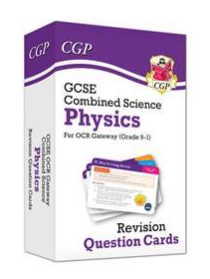 CGP
CGP
CGP
GCSE
Combined Science
Physics
For OCR Gateway (Grade 9-1)
Revision
Question Cards
GCSE OCR Gateway
Combined Science
Physics
Revision Question Cards